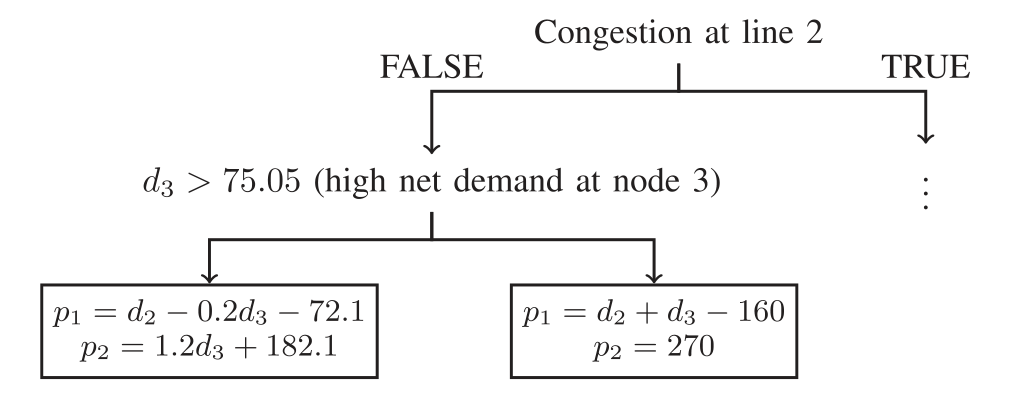 Congestion at line 2
FALSE
TRUE
d₃ > 75.05 (high net demand at node 3)
⋮
p₁ = d₂ − 0.2d₃ − 72.1
p₂ = 1.2d₃ + 182.1
p₁ = d₂ + d₃ − 160
p₂ = 270